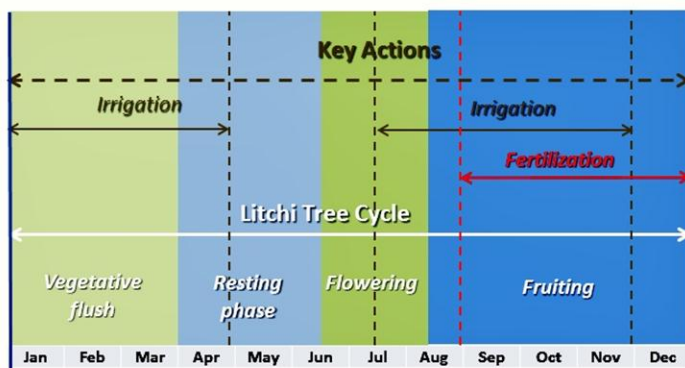 Key Actions
Irrigation
Irrigation
Fertilization
Litchi Tree Cycle
Vegetative
flush
Resting
phase
Flowering
Fruiting
Jan Feb Mar Apr May Jun Jul Aug Sep Oct Nov Dec